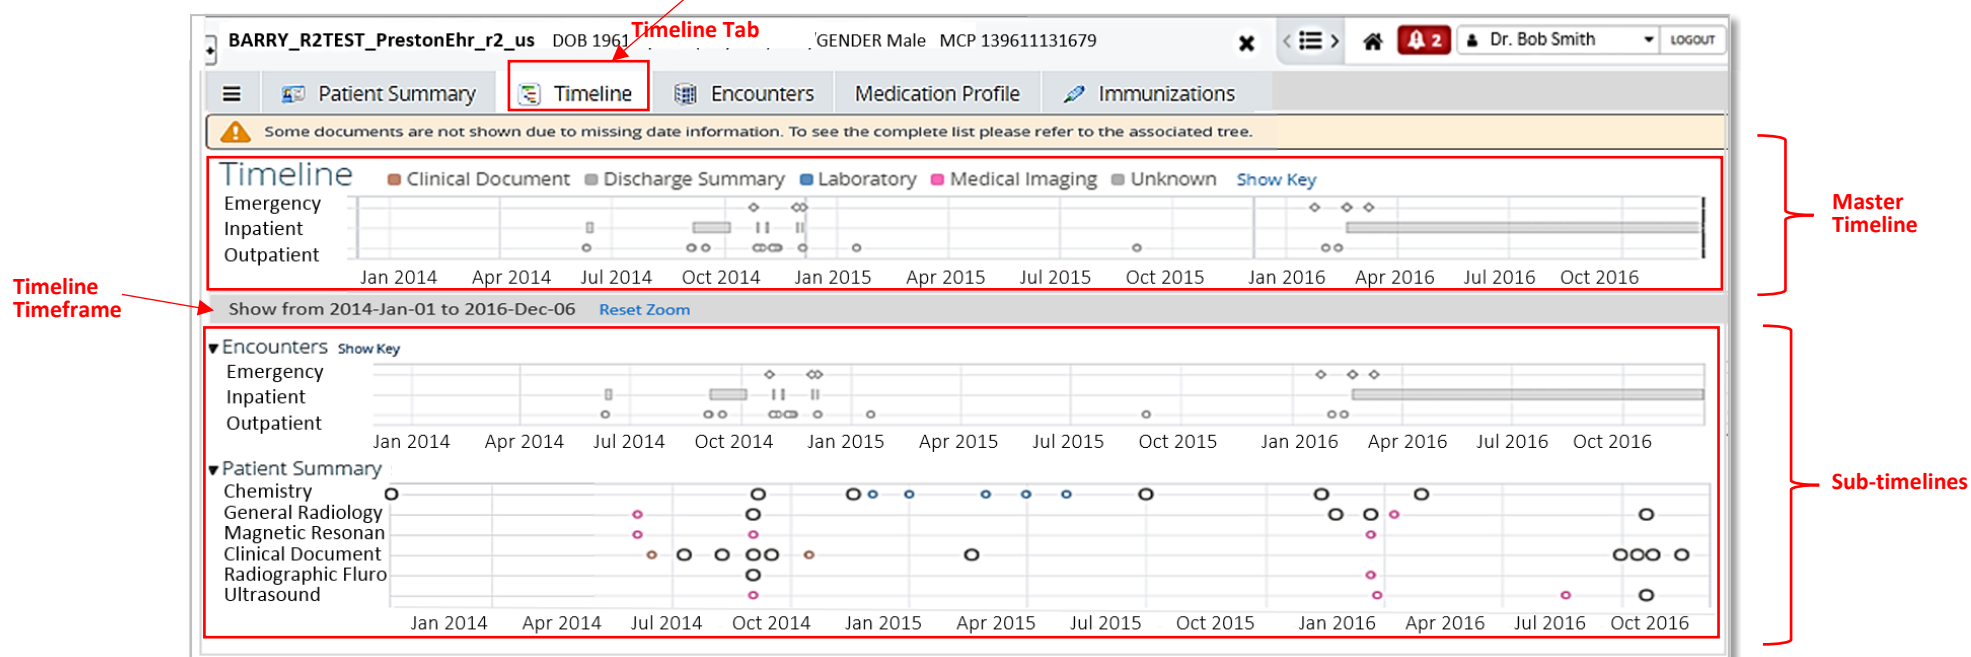 Timeline Tab
BARRY_R2TEST_PrestonEhr_r2_us DOB 1961 GENDER Male MCP 139611131679
2 Dr. Bob Smith LOGOUT
Patient Summary Timeline Encounters Medication Profile Immunizations
Some documents are not shown due to missing date information. To see the complete list please refer to the associated tree.
Timeline Clinical Document Discharge Summary Laboratory Medical Imaging Unknown Show Key
Emergency
Inpatient
Outpatient
Jan 2014 Apr 2014 Jul 2014 Oct 2014 Jan 2015 Apr 2015 Jul 2015 Oct 2015 Jan 2016 Apr 2016 Jul 2016 Oct 2016
Master
Timeline
Timeline
Timeframe
Show from 2014-Jan-01 to 2016-Dec-06 Reset Zoom
Encounters Show Key
Emergency
Inpatient
Outpatient
Jan 2014 Apr 2014 Jul 2014 Oct 2014 Jan 2015 Apr 2015 Jul 2015 Oct 2015 Jan 2016 Apr 2016 Jul 2016 Oct 2016
Patient Summary
Chemistry
General Radiology
Magnetic Resonan
Clinical Document
Radiographic Fluro
Ultrasound
Jan 2014 Apr 2014 Jul 2014 Oct 2014 Jan 2015 Apr 2015 Jul 2015 Oct 2015 Jan 2016 Apr 2016 Jul 2016 Oct 2016
Sub-timelines